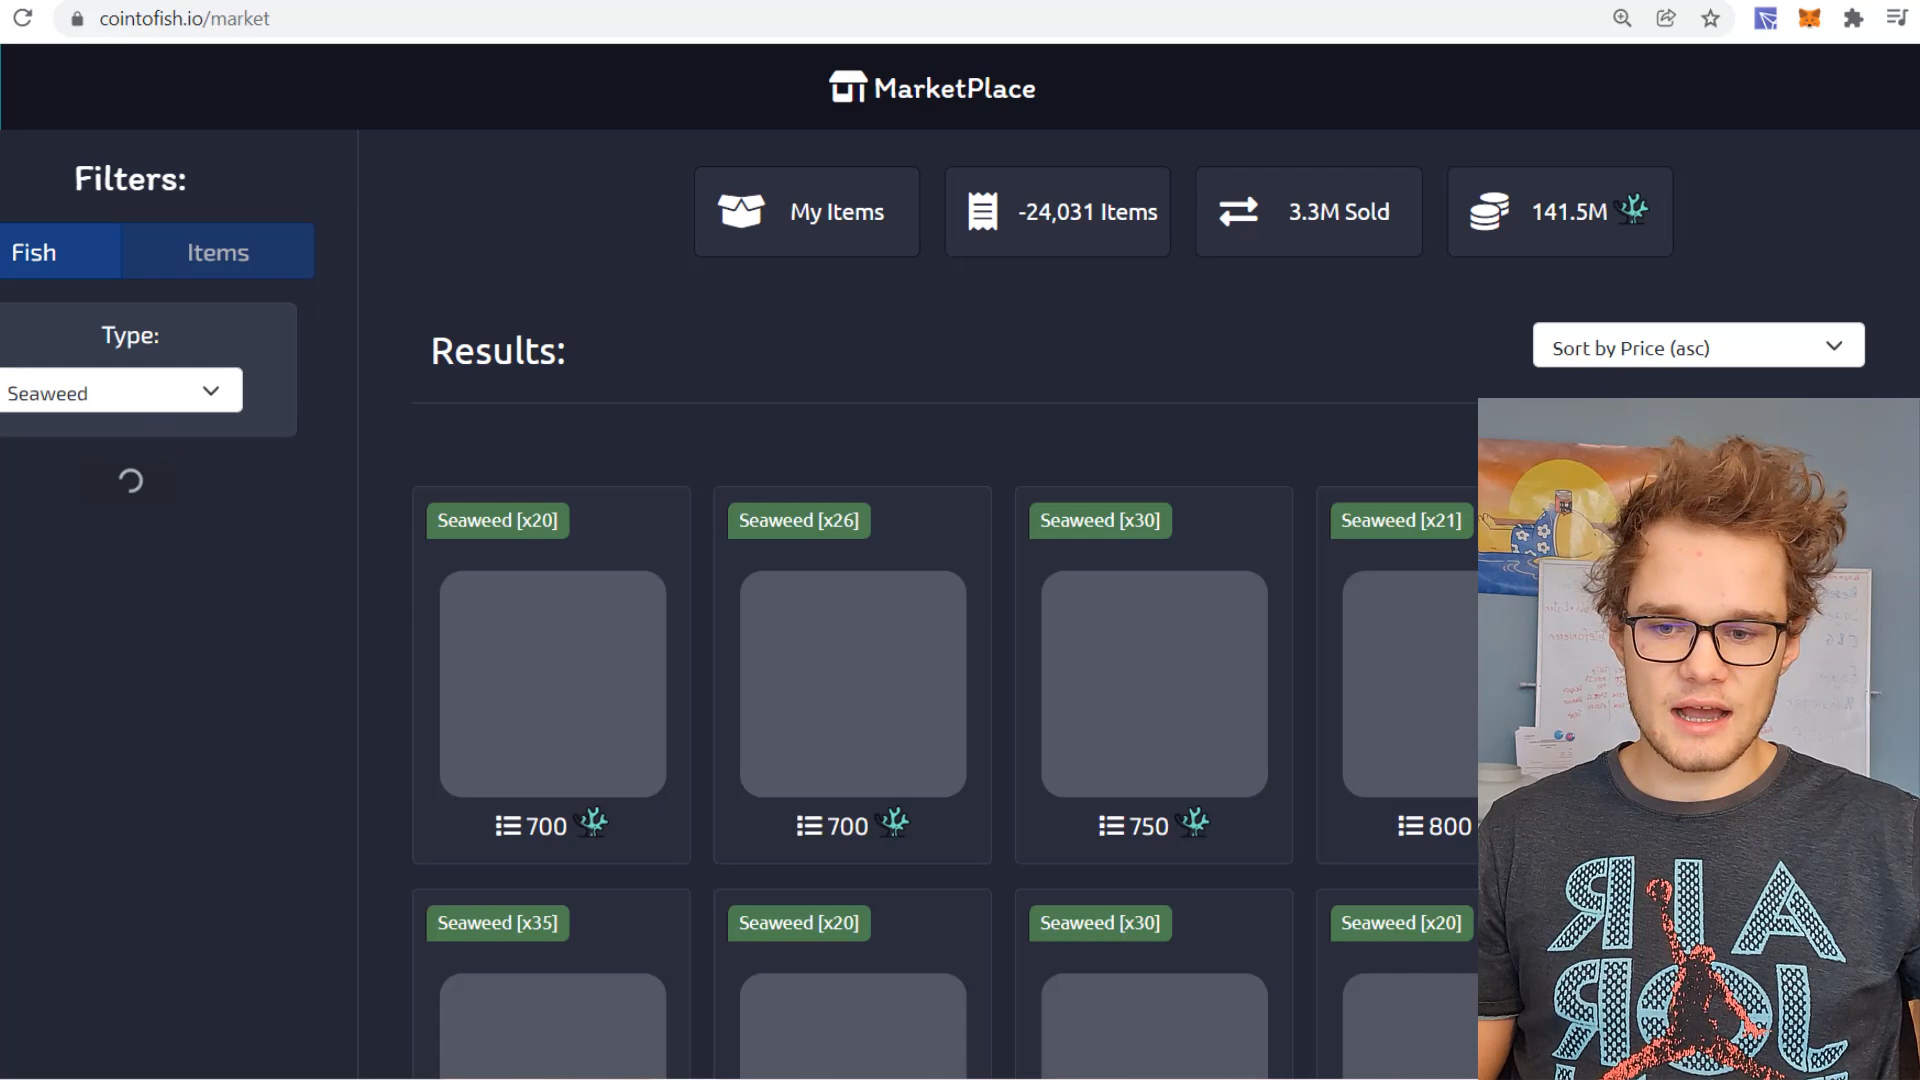 cointofish.io/market
MarketPlace
Filters:
Fish
Items
Type:
Seaweed
My Items
-24,031 Items
3.3M Sold
141.5M
Results:
Sort by Price (asc)
Seaweed [x20]
Seaweed [x26]
Seaweed [x30]
Seaweed [x21]
700
700
750
800
Seaweed [x35]
Seaweed [x20]
Seaweed [x30]
Seaweed [x20]
AIR
JOR